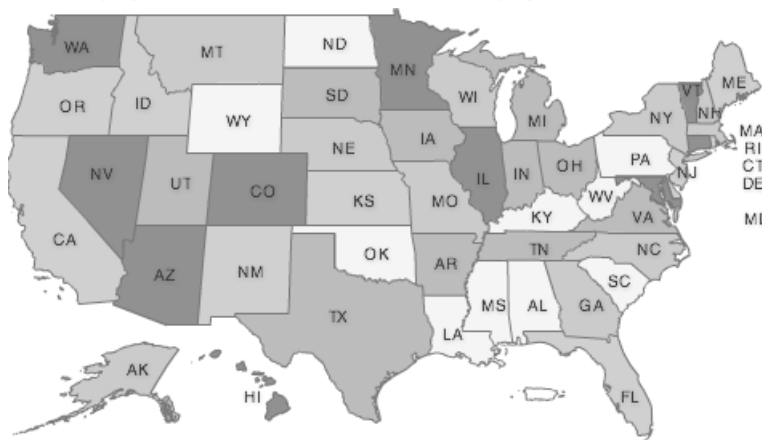 WA
MT
ND
MN
VT
ME
OR
ID
SD
WI
NY
NH
WY
MI
IA
MA
NE
RI
NV
UT
CO
IL
IN
OH
PA
NJ
CT
DE
KS
MO
WV
VA
KY
CA
TN
NC
AZ
NM
OK
AR
SC
MS
AL
GA
TX
LA
AK
HI
FL